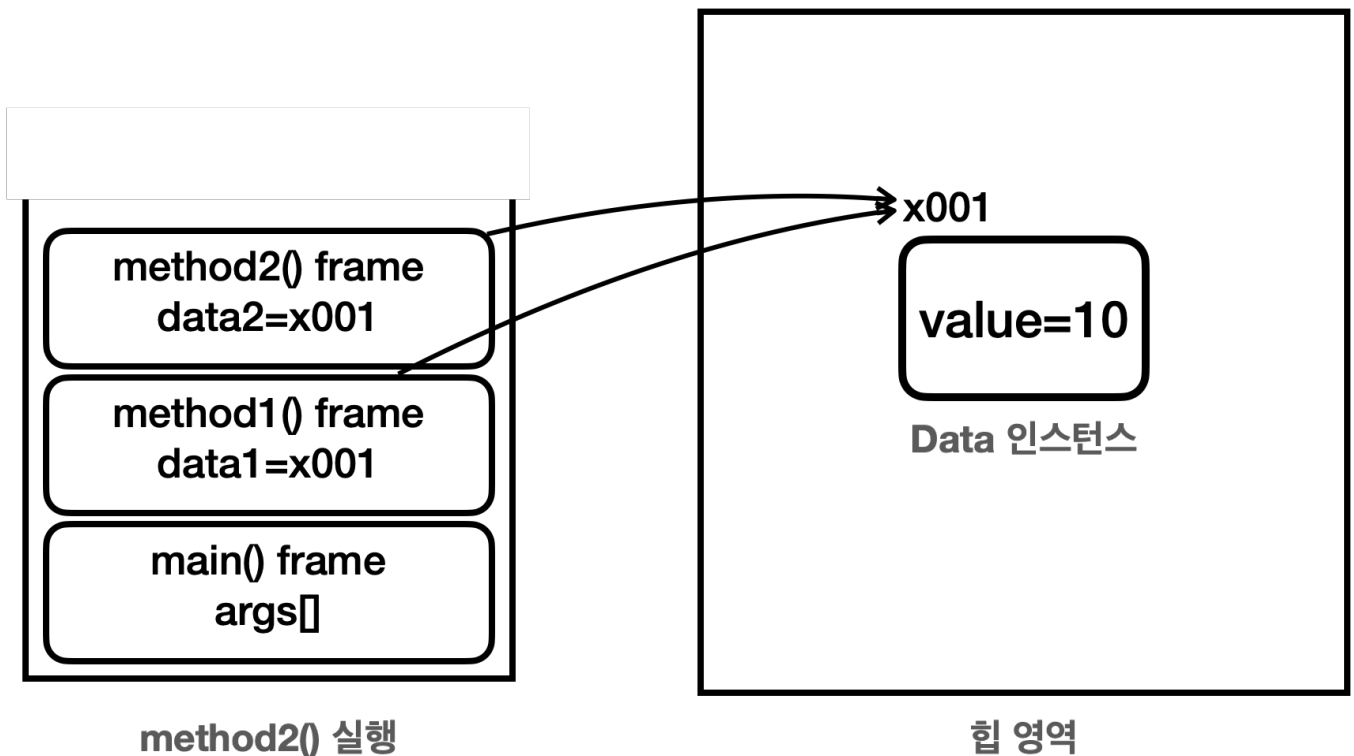 method2() frame
data2=x001
method1() frame
data1=x001
main() frame
args[]
method2() 실행
x001
value=10
Data 인스턴스
힙 영역